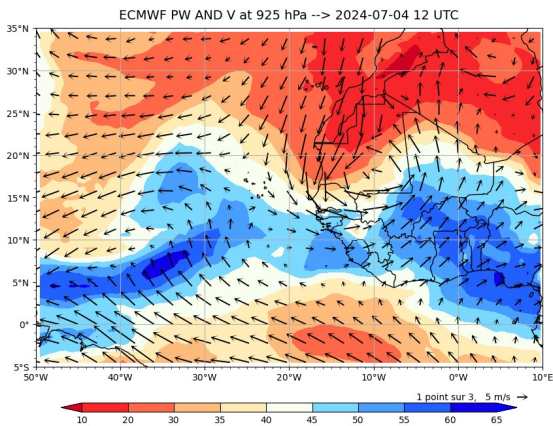 ECMWF PW AND V at 925 hPa --> 2024-07-04 12 UTC
35°N
30°N
25°N
20°N
15°N
10°N
5°N
0°
5°S
50°W 40°W 30°W 20°W 10°W 0°W 10°E
1 point sur 3, 5 m/s
10 20 30 35 40 45 50 55 60 65